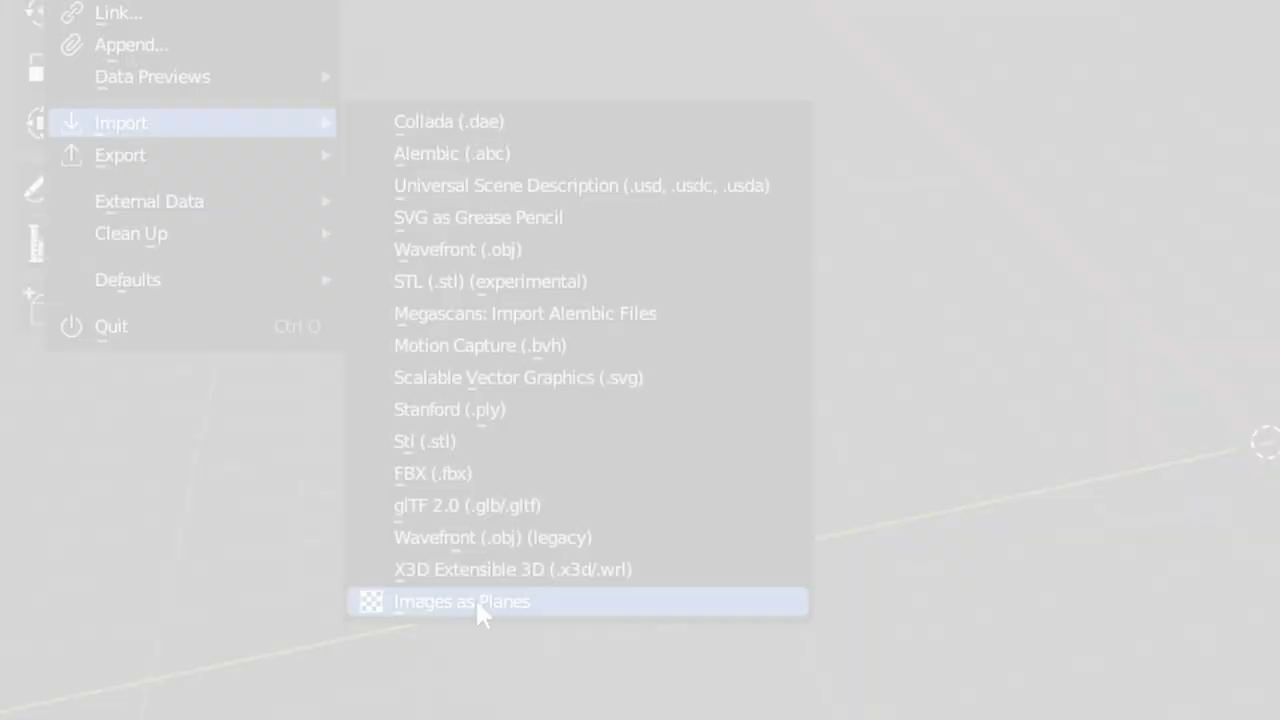 Link...
Append...
Data Previews
Import
Export
External Data
Clean Up
Defaults
Quit Ctrl Q
Collada (.dae)
Alembic (.abc)
Universal Scene Description (.usd, .usdc, .usda)
SVG as Grease Pencil
Wavefront (.obj)
STL (.stl) (experimental)
Megascans: Import Alembic Files
Motion Capture (.bvh)
Scalable Vector Graphics (.svg)
Stanford (.ply)
Stl (.stl)
FBX (.fbx)
glTF 2.0 (.glb/.gltf)
Wavefront (.obj) (legacy)
X3D Extensible 3D (.x3d/.wrl)
Images as Planes